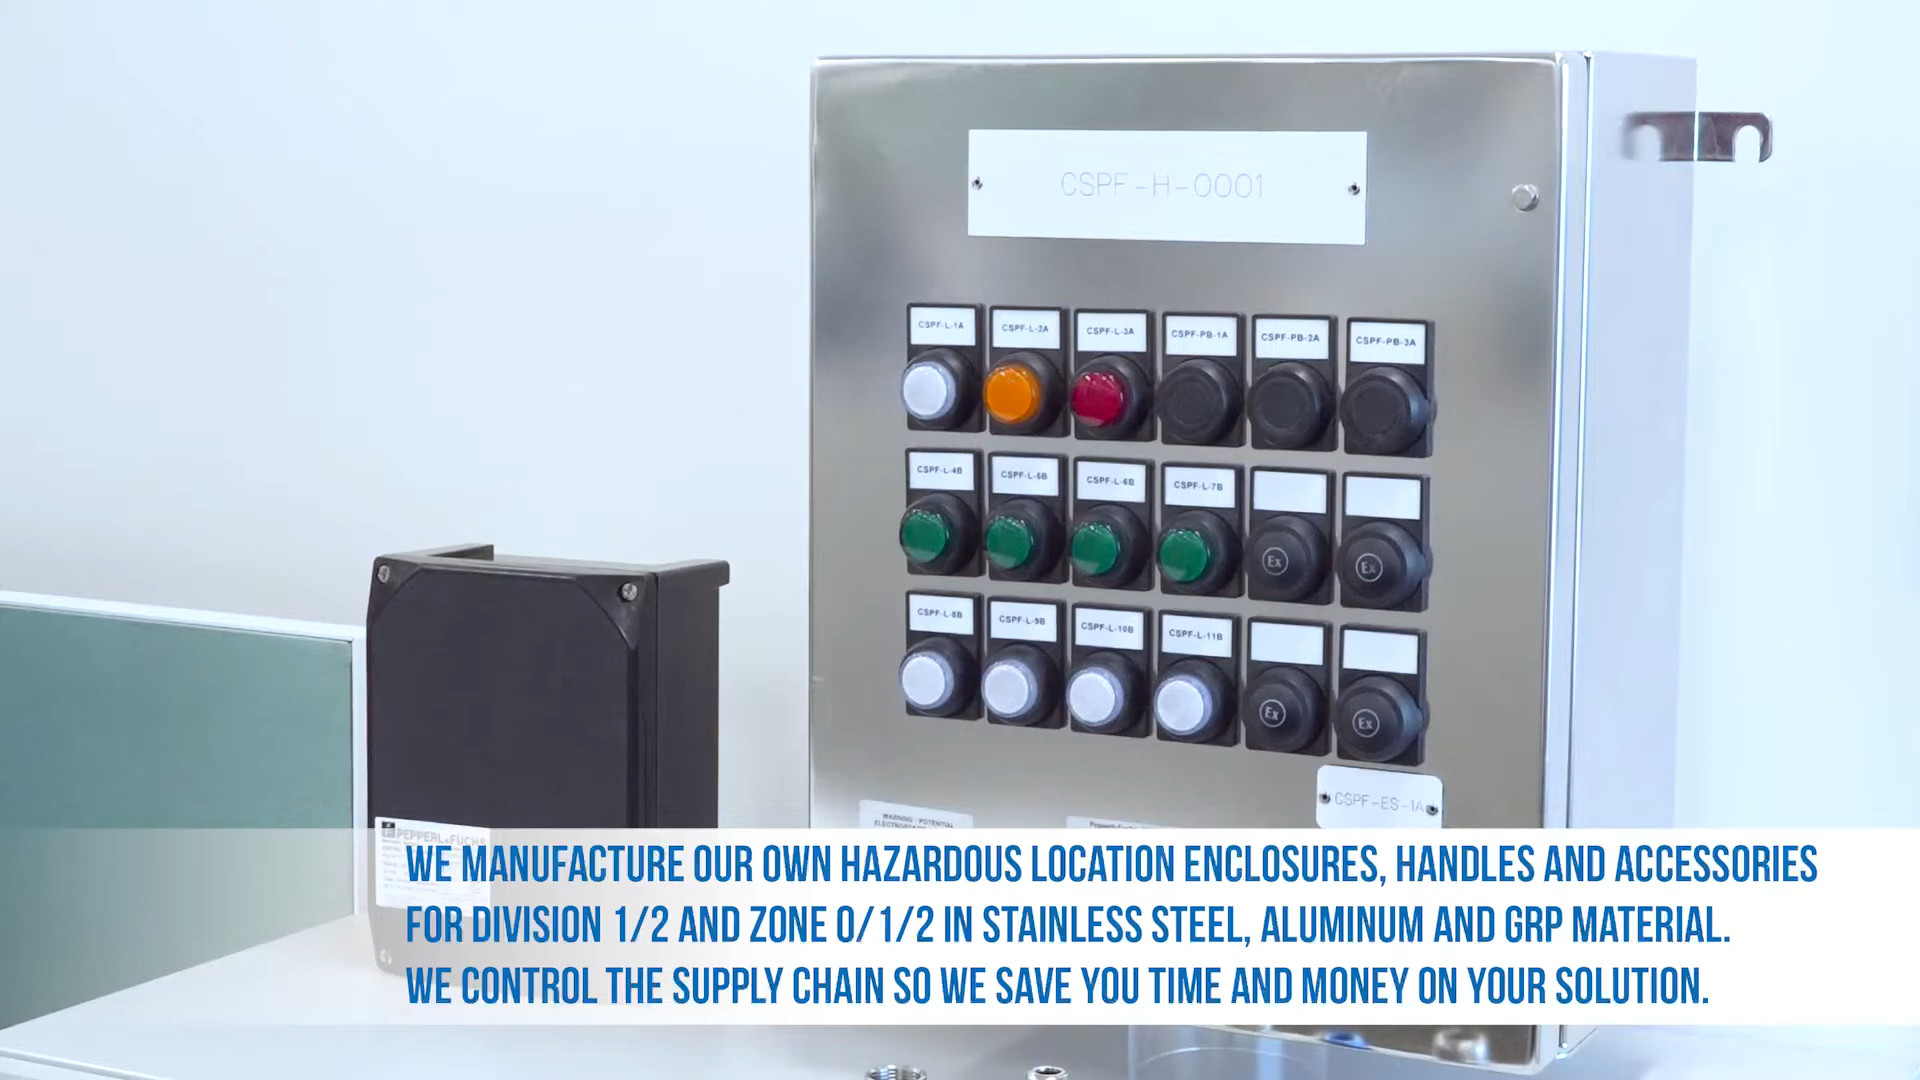 CSPF-H-0001
CSPF-L-1A
CSPF-L-2A
CSPF-L-3A
CSPF-PB-1A
CSPF-PB-2A
CSPF-PB-3A
CSPF-L-4B
CSPF-L-5B
CSPF-L-6B
CSPF-L-7B
Ex
Ex
CSPF-L-8B
CSPF-L-9B
CSPF-L-10B
CSPF-L-11B
Ex
Ex
CSPF-ES-1A
WARNING - POTENTIAL
PEPPERL+FUCHS
WE MANUFACTURE OUR OWN HAZARDOUS LOCATION ENCLOSURES, HANDLES AND ACCESSORIES
FOR DIVISION 1/2 AND ZONE 0/1/2 IN STAINLESS STEEL, ALUMINUM AND GRP MATERIAL.
WE CONTROL THE SUPPLY CHAIN SO WE SAVE YOU TIME AND MONEY ON YOUR SOLUTION.